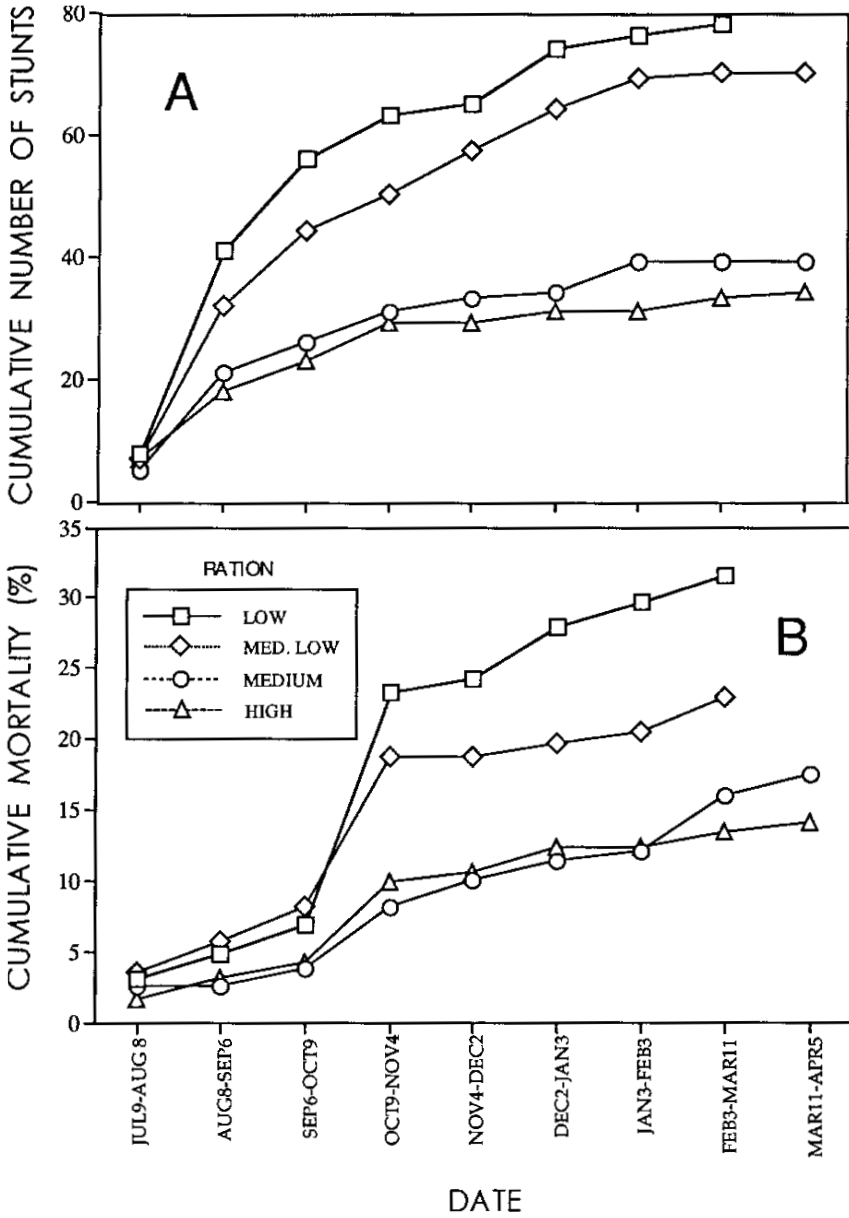 80
60
40
20
0
CUMULATIVE NUMBER OF STUNTS
A
35
30
25
20
15
10
5
0
CUMULATIVE MORTALITY (%)
RATION
LOW
MED. LOW
MEDIUM
HIGH
B
JUL9-AUG8
AUG8-SEP6
SEP6-OCT9
OCT9-NOV4
NOV4-DEC2
DEC2-JAN3
JAN3-FEB3
FEB3-MAR11
MAR11-APR5
DATE